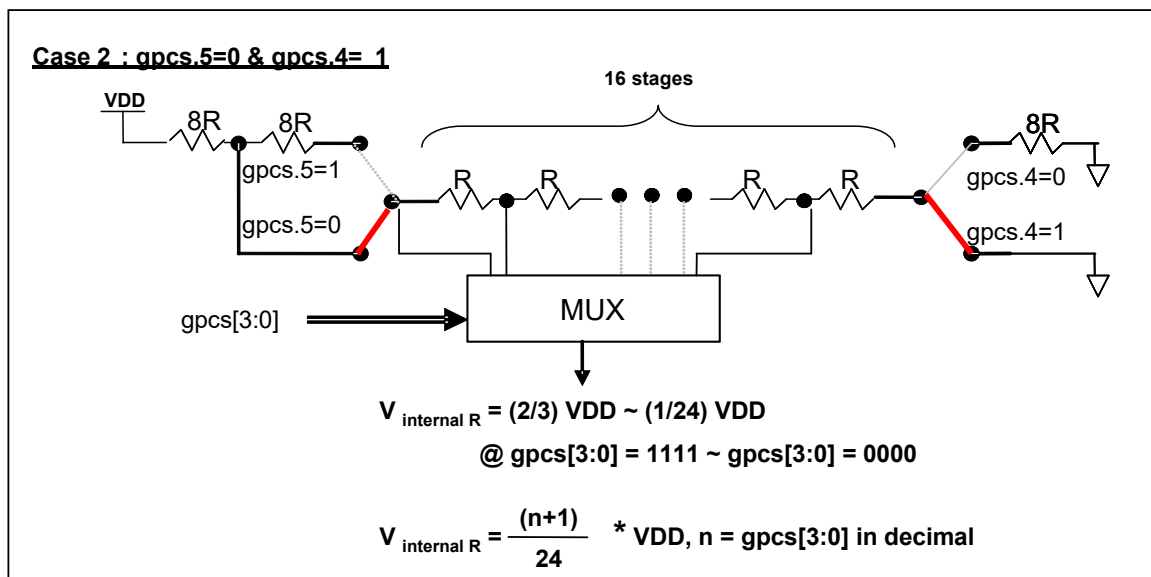 Case 2 : gpcs.5=0 & gpcs.4= 1
16 stages
VDD
8R
8R
8R
gpcs.5=1
R
R
R
R
gpcs.4=0
gpcs.5=0
gpcs.4=1
gpcs[3:0]
MUX
V internal R = (2/3) VDD ~ (1/24) VDD
@ gpcs[3:0] = 1111 ~ gpcs[3:0] = 0000
(n+1)
V internal R = * VDD, n = gpcs[3:0] in decimal
24